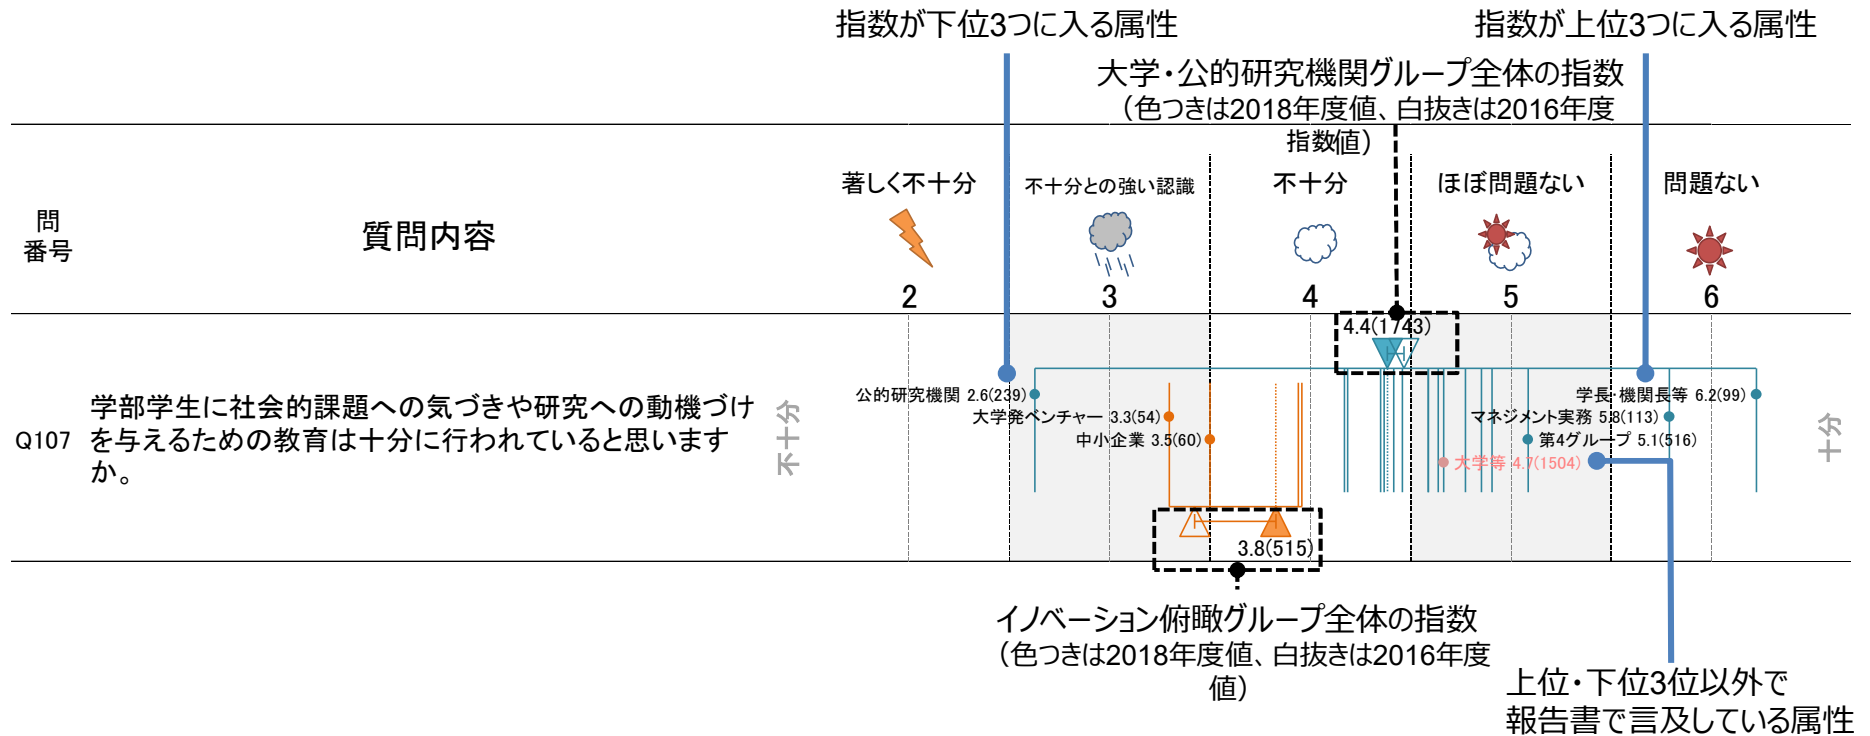 指数が下位3つに入る属性
指数が上位3つに入る属性
大学・公的研究機関グループ全体の指数
（色つきは2018年度値、白抜きは2016年度
指数値）
著しく不十分
不十分との強い認識
不十分
ほぼ問題ない
問題ない
問
番号
質問内容
2
3
4
5
6
4.4(1743)
公的研究機関 2.6(239)
学長・機関長等 6.2(99)
大学発ベンチャー 3.3(54)
マネジメント実務 5.8(113)
中小企業 3.5(60)
第4グループ 5.1(516)
大学等 4.7(1504)
Q107
学部学生に社会的課題への気づきや研究への動機づけ
を与えるための教育は十分に行われていると思います
か。
不十分
十分
3.8(515)
イノベーション俯瞰グループ全体の指数
（色つきは2018年度値、白抜きは2016年度
値）
上位・下位3位以外で
報告書で言及している属性